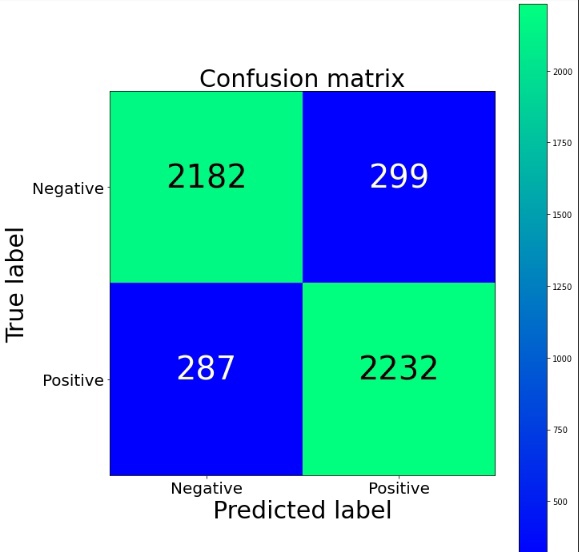 Confusion matrix
True label
Negative
2182 299
Positive
287 2232
Negative Positive
Predicted label
2000
1750
1500
1250
1000
750
500